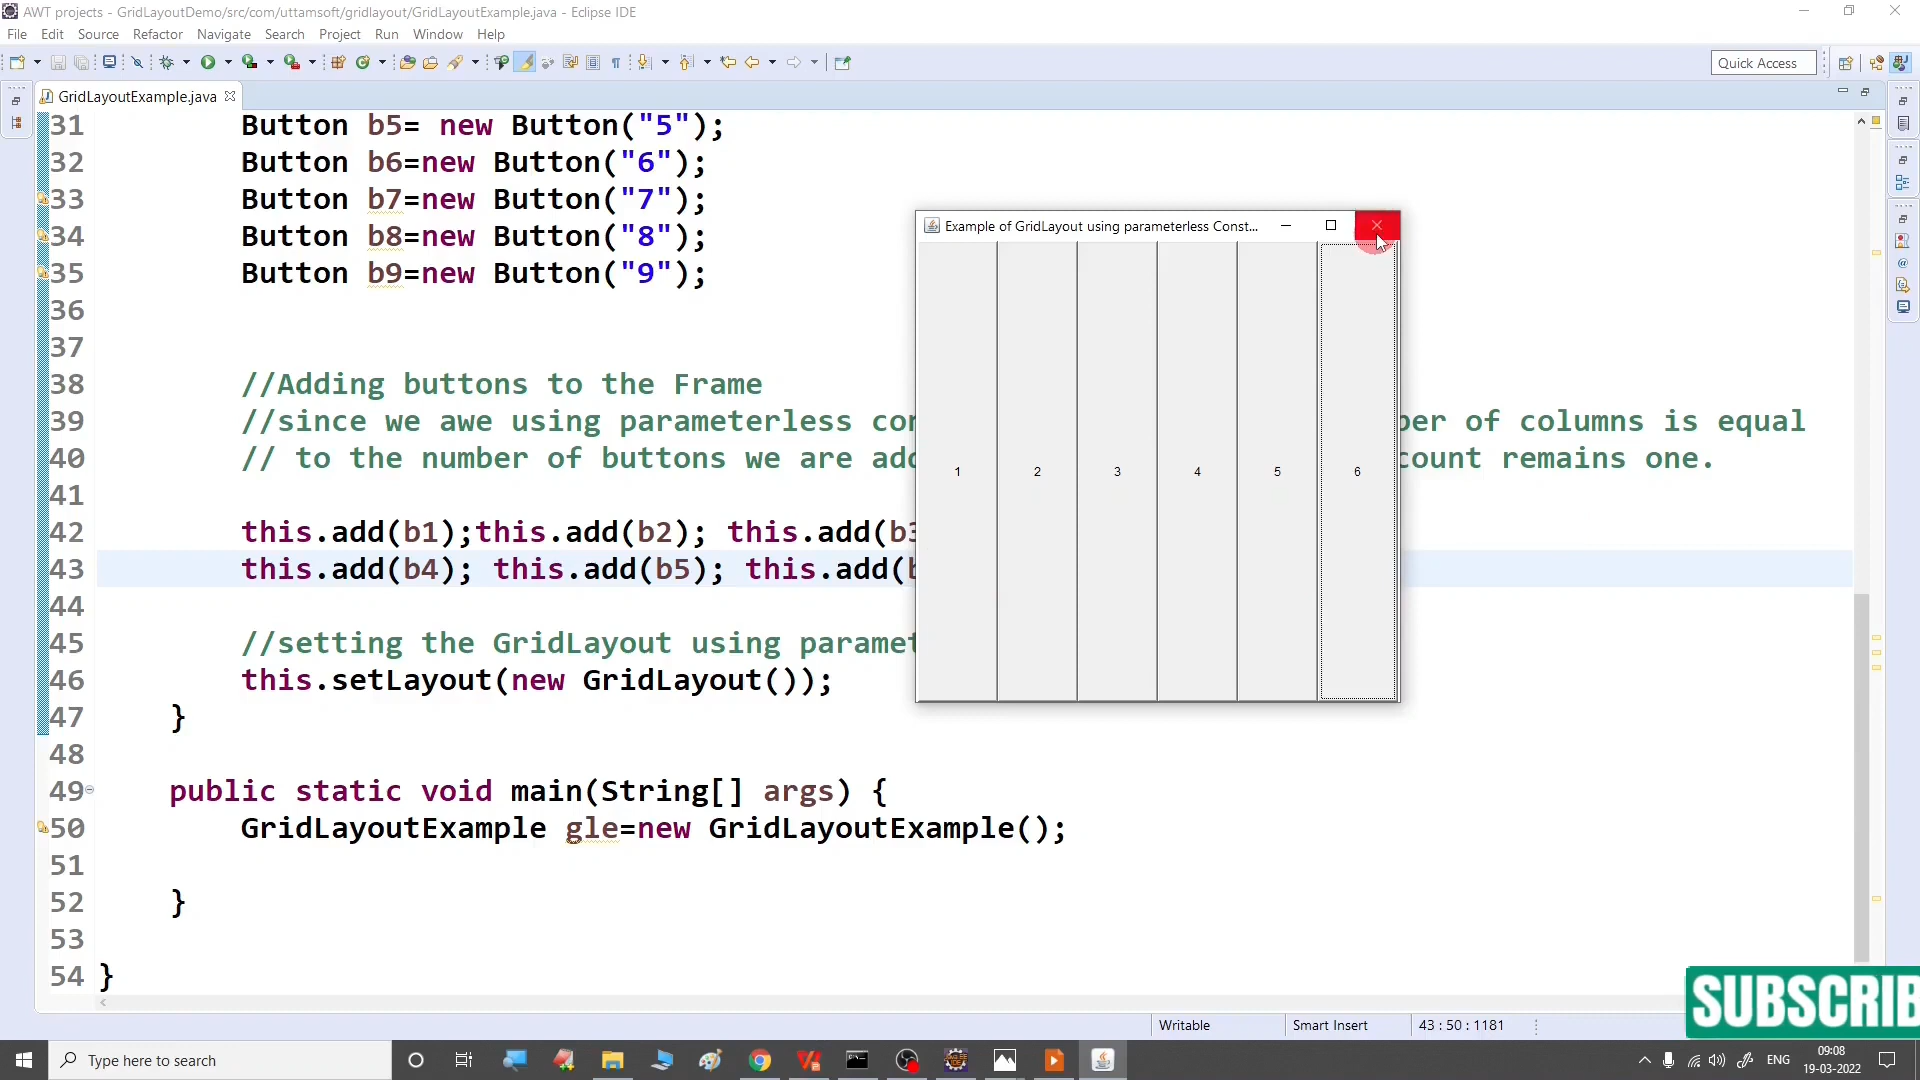 AWT projects - GridLayoutDemo/src/com/uttamsoft/gridlayout/GridLayoutExample.java - Eclipse IDE
File Edit Source Refactor Navigate Search Project Run Window Help
Quick Access
GridLayoutExample.java
31 Button b5= new Button("5");
32 Button b6=new Button("6");
33 Button b7=new Button("7");
34 Button b8=new Button("8");
35 Button b9=new Button("9");
36
37
38 //Adding buttons to the Frame
39 //since we awe using parameterless con ber of columns is equal
40 // to the number of buttons we are add count remains one.
41
42 this.add(b1);this.add(b2); this.add(b3
43 this.add(b4); this.add(b5); this.add(b
44
45 //setting the GridLayout using paramet
46 this.setLayout(new GridLayout());
47 }
48
49 public static void main(String[] args) {
50 GridLayoutExample gle=new GridLayoutExample();
51
52 }
53
54 }
Example of GridLayout using parameterless Const...
1 2 3 4 5 6
SUBSCRIB
Writable Smart Insert 43 : 50 : 1181
Type here to search
ENG
09:08
19-03-2022